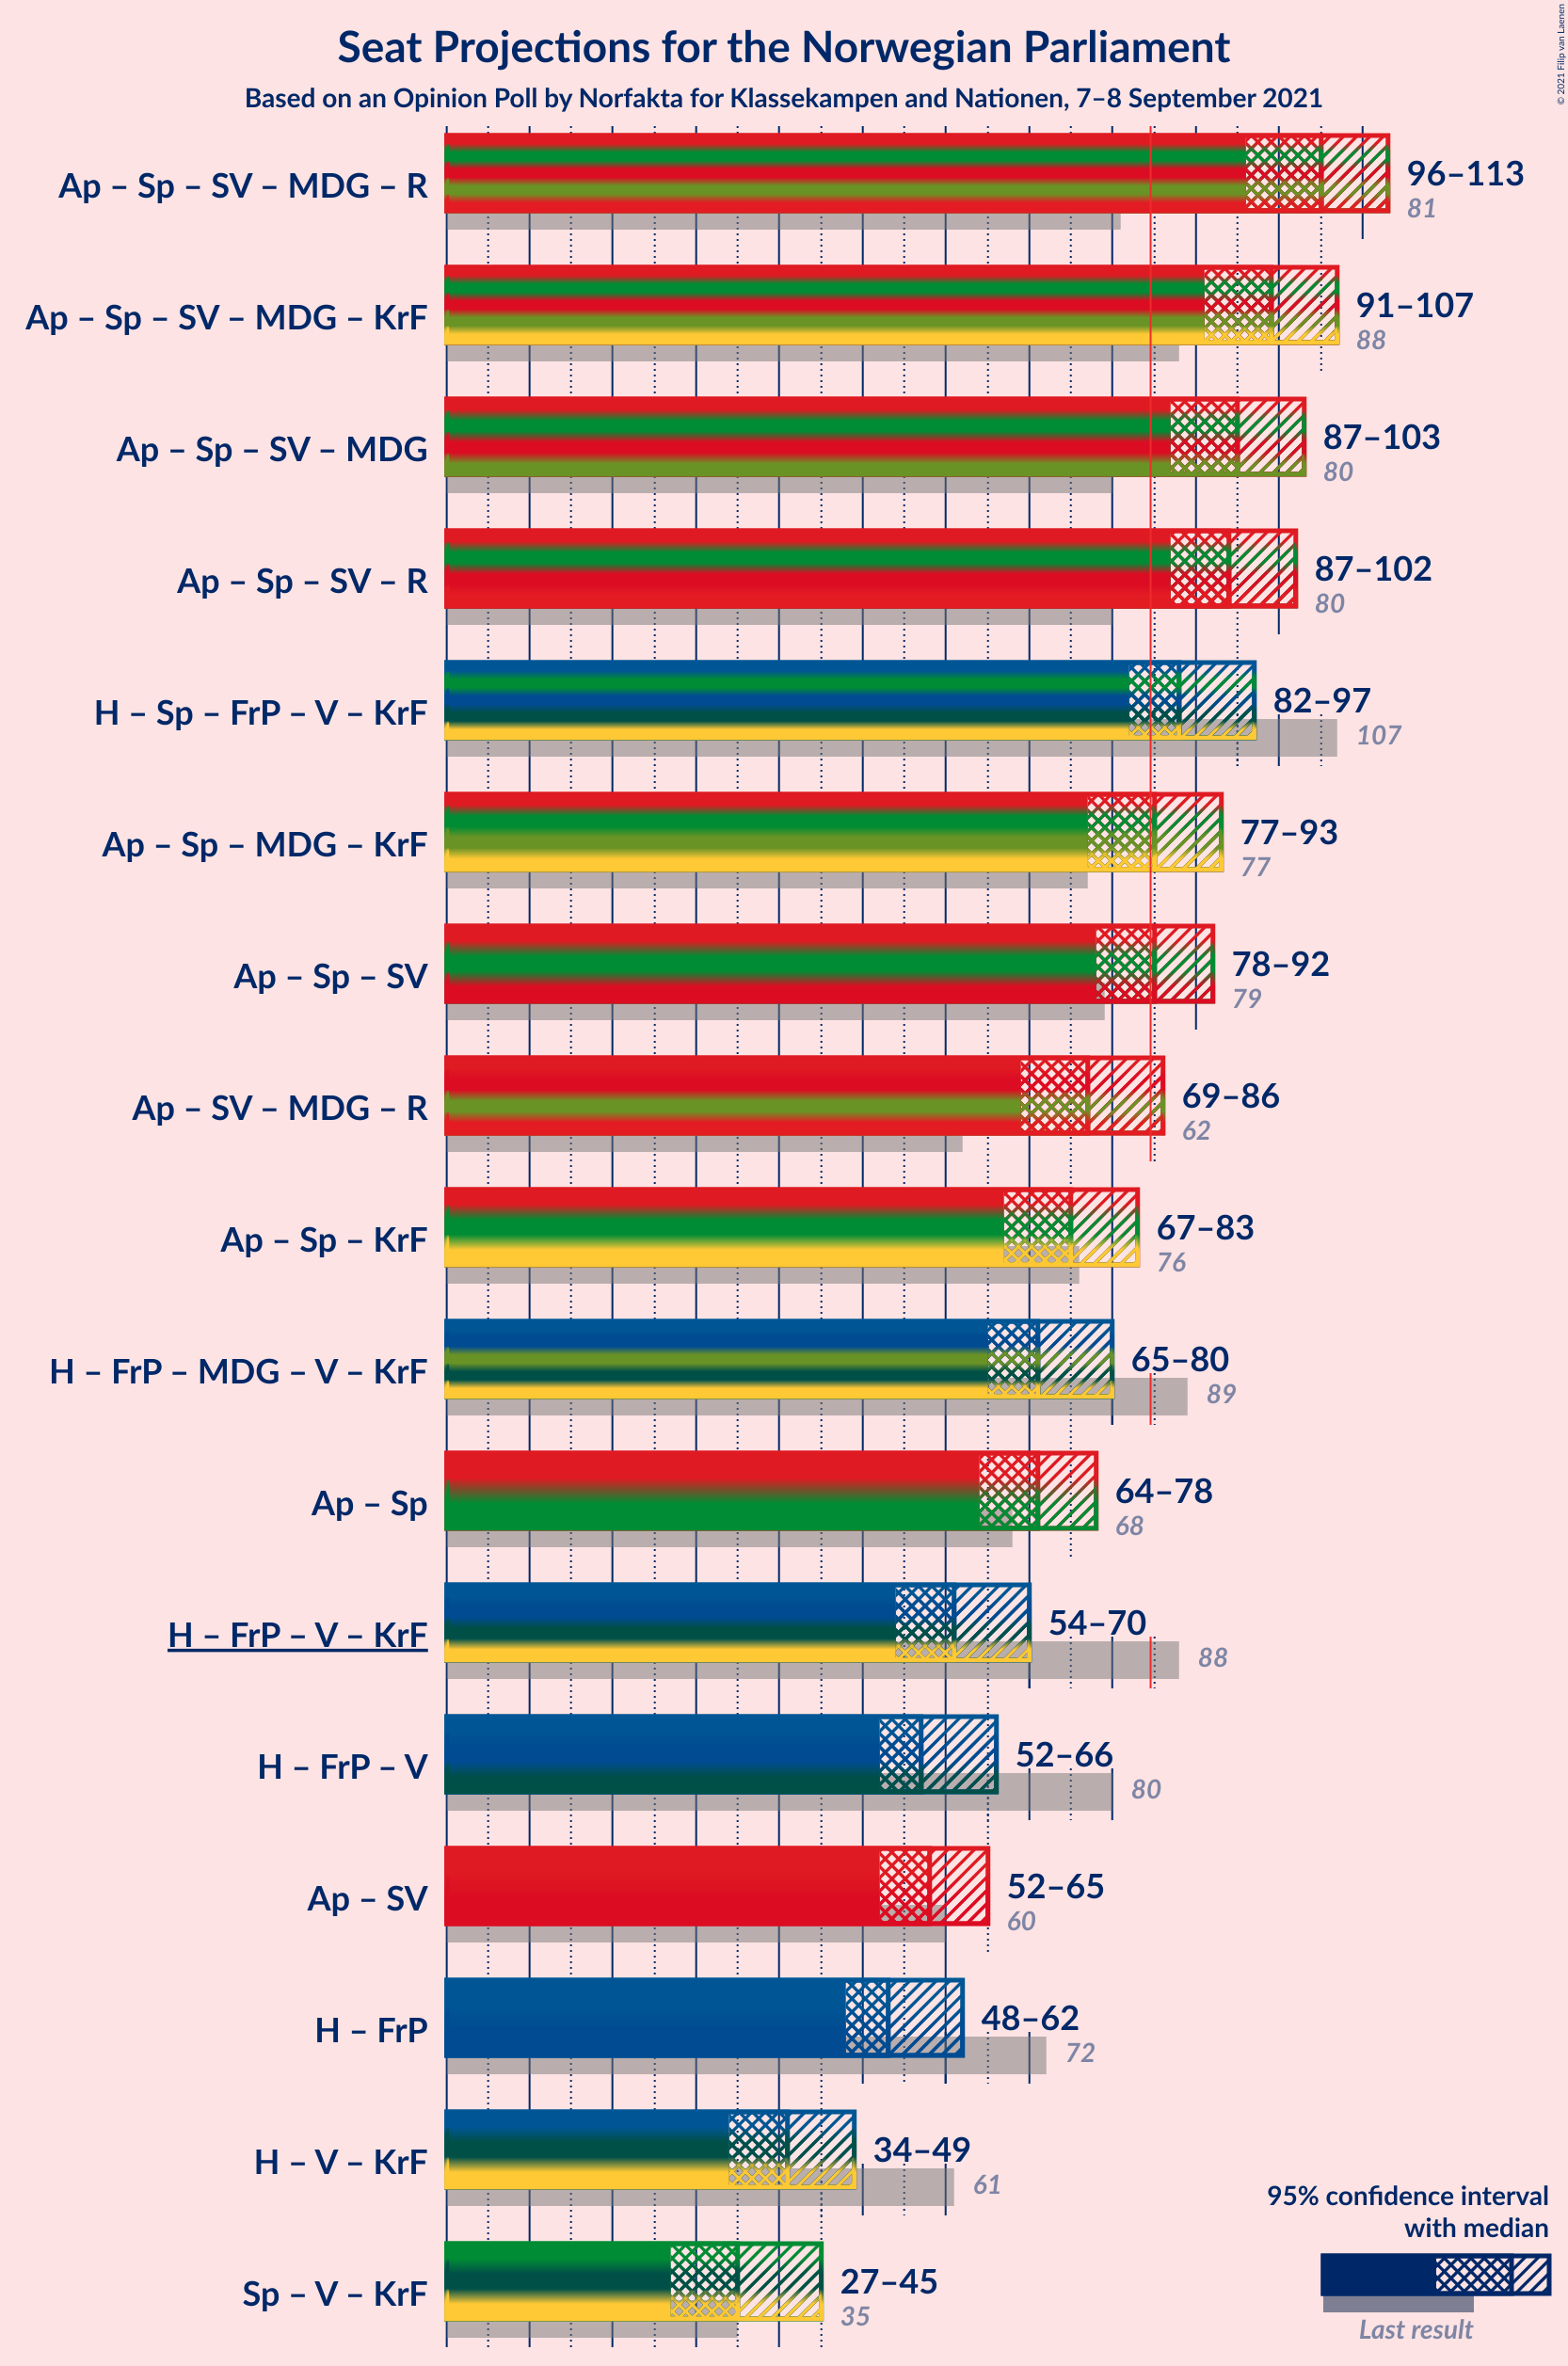 Seat Projections for the Norwegian Parliament
Based on an Opinion Poll by Norfakta for Klassekampen and Nationen, 7–8 September 2021
© 2021 Filip van Laenen
Ap – Sp – SV – MDG – R
96–113
81
Ap – Sp – SV – MDG – KrF
91–107
88
Ap – Sp – SV – MDG
87–103
80
Ap – Sp – SV – R
87–102
80
H – Sp – FrP – V – KrF
82–97
107
Ap – Sp – MDG – KrF
77–93
77
Ap – Sp – SV
78–92
79
Ap – SV – MDG – R
69–86
62
Ap – Sp – KrF
67–83
76
H – FrP – MDG – V – KrF
65–80
89
Ap – Sp
64–78
68
H – FrP – V – KrF
54–70
88
H – FrP – V
52–66
80
Ap – SV
52–65
60
H – FrP
48–62
72
H – V – KrF
34–49
61
Sp – V – KrF
27–45
35
95% confidence interval
with median
Last result